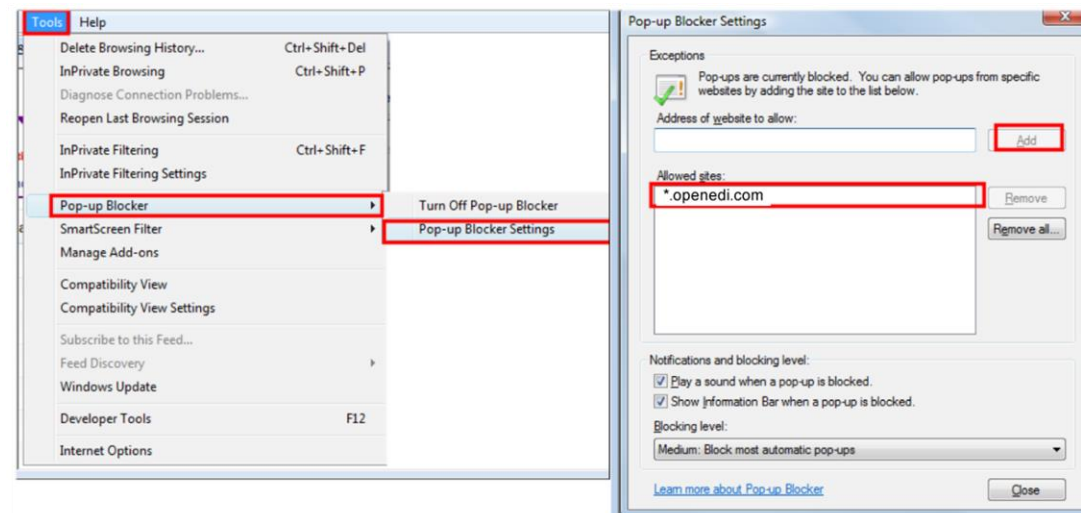 Tools Help
Delete Browsing History... Ctrl+Shift+Del
InPrivate Browsing Ctrl+Shift+P
Diagnose Connection Problems...
Reopen Last Browsing Session
InPrivate Filtering Ctrl+Shift+F
InPrivate Filtering Settings
Pop-up Blocker
SmartScreen Filter
Manage Add-ons
Compatibility View
Compatibility View Settings
Subscribe to this Feed...
Feed Discovery
Windows Update
Developer Tools F12
Internet Options
Turn Off Pop-up Blocker
Pop-up Blocker Settings
Pop-up Blocker Settings
Exceptions
Pop-ups are currently blocked. You can allow pop-ups from specific
websites by adding the site to the list below.
Address of website to allow:
Add
Allowed sites:
*.openedi.com
Remove
Remove all...
Notifications and blocking level:
Play a sound when a pop-up is blocked.
Show Information Bar when a pop-up is blocked.
Blocking level:
Medium: Block most automatic pop-ups
Learn more about Pop-up Blocker
Close